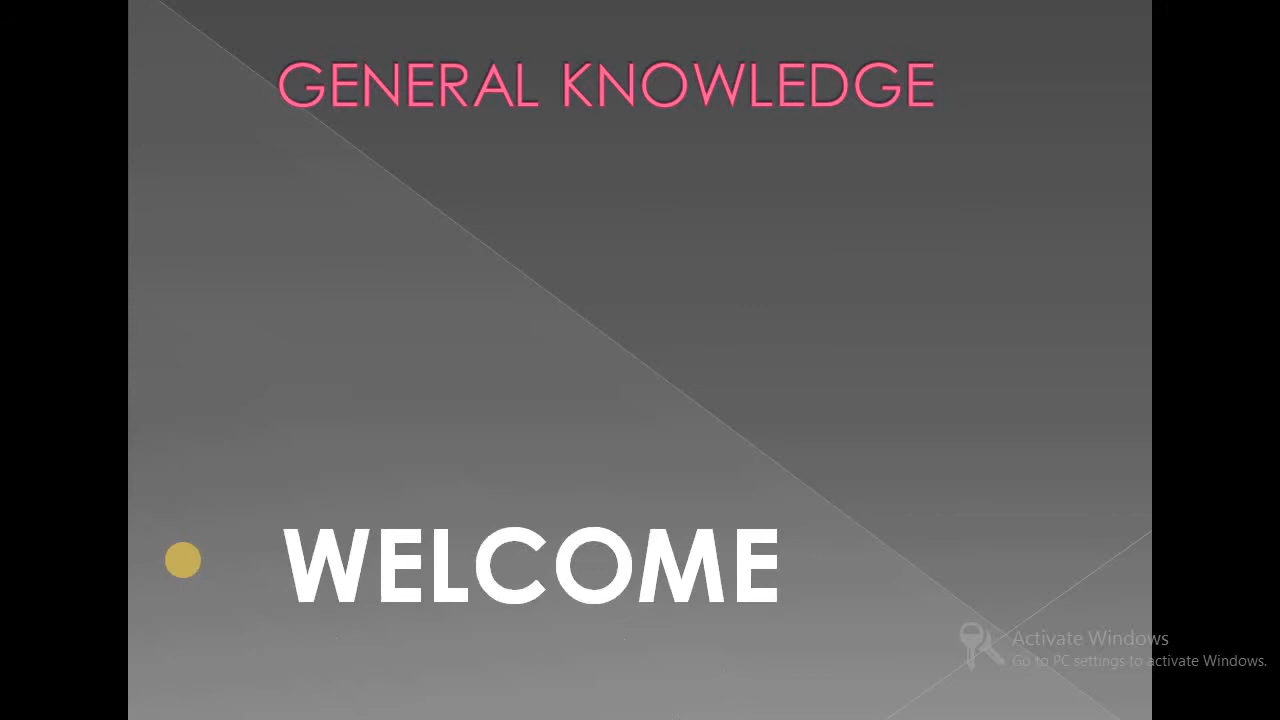 GENERAL KNOWLEDGE
WELCOME
Activate Windows
Go to PC settings to activate Windows.